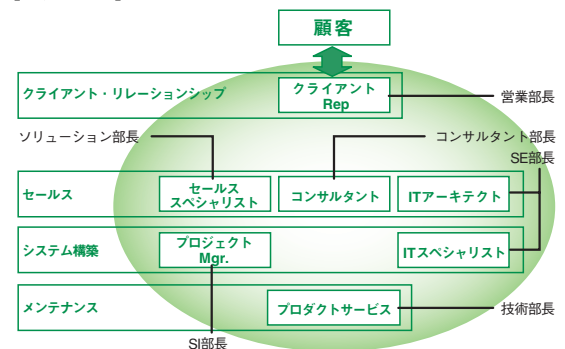 顧客
クライアント・リレーションシップ
クライアント
Rep
営業部長
ソリューション部長
コンサルタント部長
SE部長
セールス
セールス
スペシャリスト
コンサルタント
ITアーキテクト
システム構築
プロジェクト
Mgr.
ITスペシャリスト
メンテナンス
プロダクトサービス
技術部長
SI部長